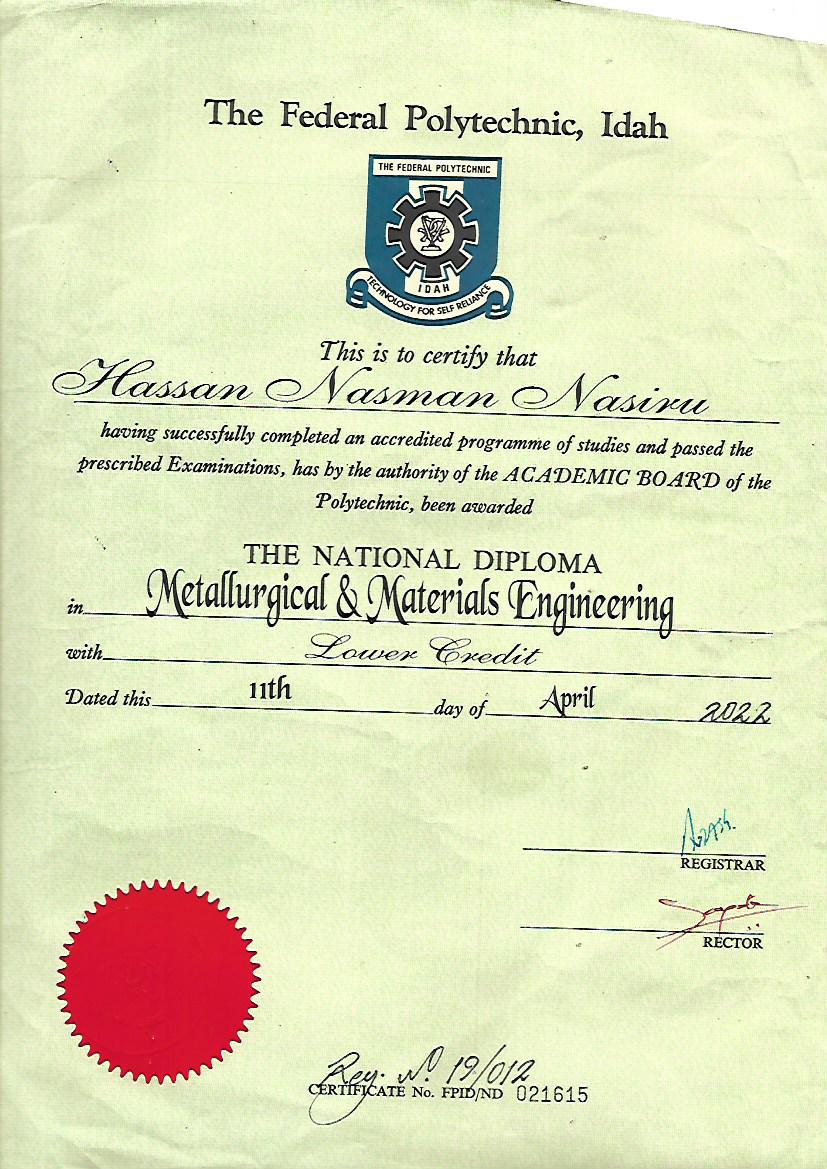 The Federal Polytechnic, Idah
THE FEDERAL POLYTECHNIC
IDAH
TECHNOLOGY FOR SELF RELIANCE
This is to certify that
Hassan Nasman Nasiru
having successfully completed an accredited programme of studies and passed the
prescribed Examinations, has by the authority of the ACADEMIC BOARD of the
Polytechnic, been awarded
THE NATIONAL DIPLOMA
in Metallurgical & Materials Engineering
with Lower Credit
Dated this 11th day of April 2022
REGISTRAR
RECTOR
Reg. No. 19/012
CERTIFICATE No. FPID/ND 021615